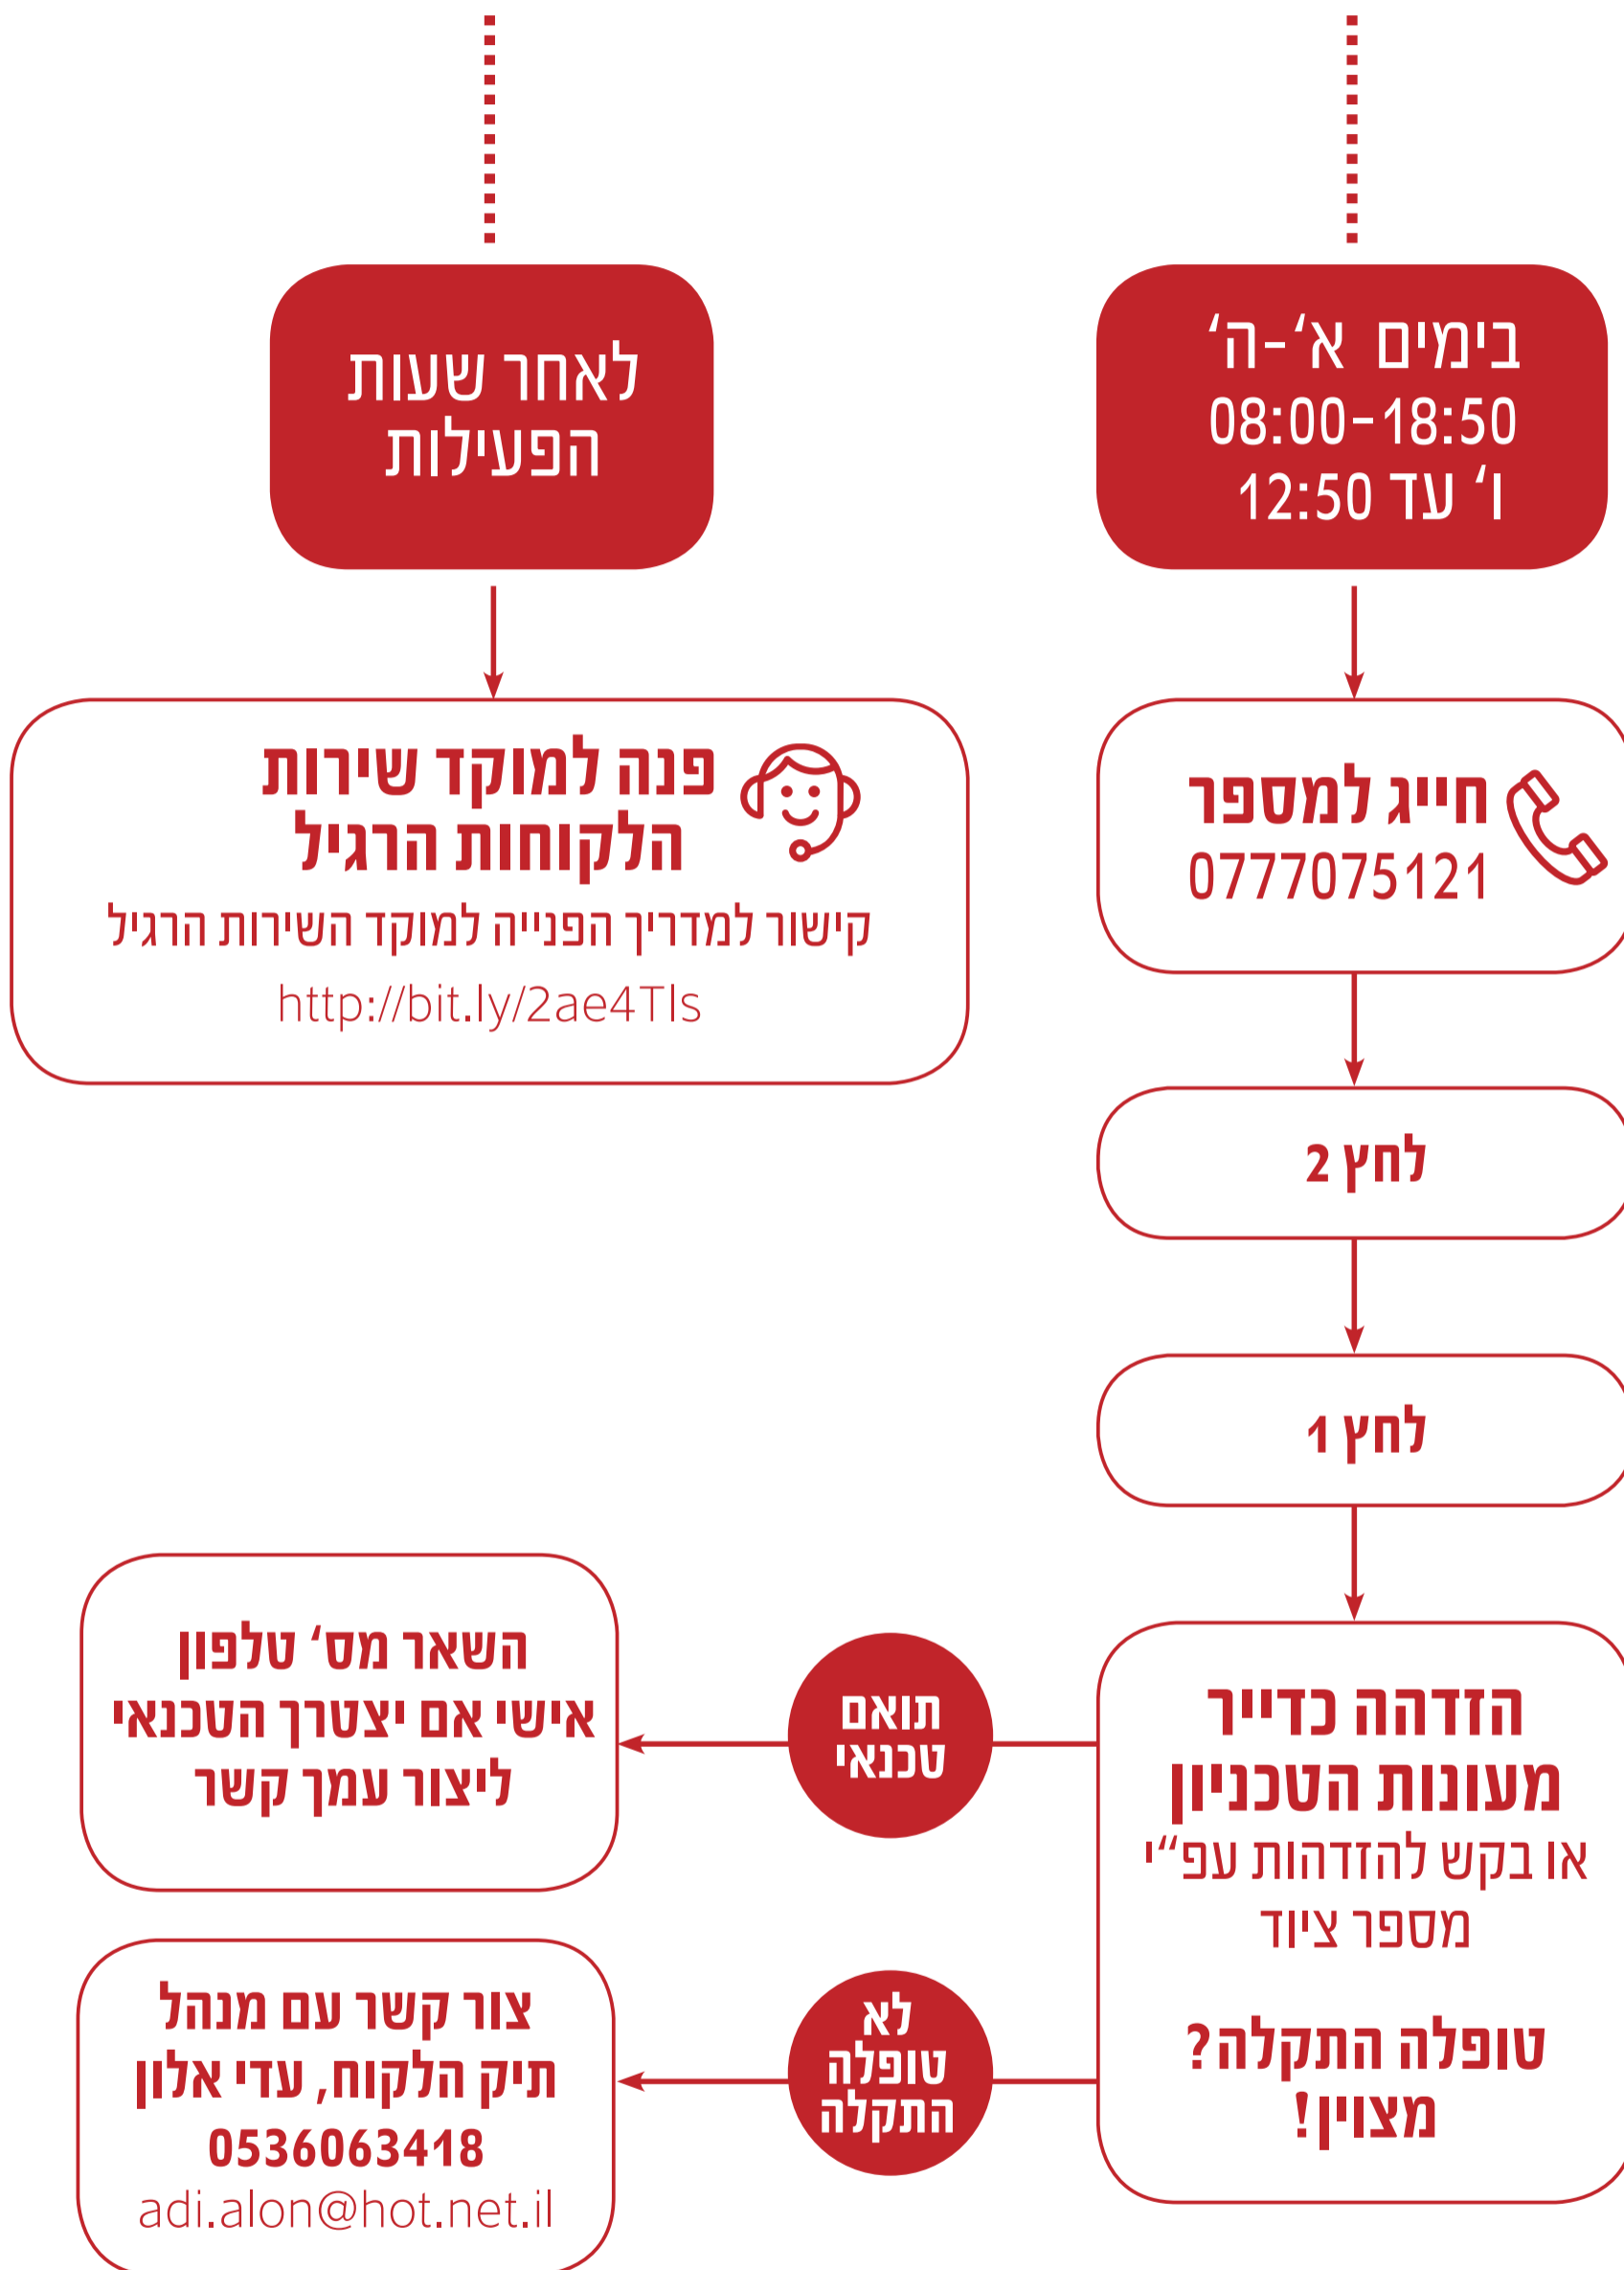 בימים א'-ה'
08:00-18:50
ו' עד 12:50
חייג למספר
0777075121
לחץ 2
לחץ 1
הזדהה כדייר
מעונות הטכניון
או בקש להזדהות עפ"י
מספר ציוד
טופלה התקלה?
מצוין!
תואם
טכנאי
השאר מס' טלפון
אישי אם יצטרך הטכנאי
ליצור עמך קשר
לא
טופלה
התקלה
צור קשר עם מנהל
תיק הלקוח, עדי אלון
0536063418
adi.alon@hot.net.il
לאחר שעות
הפעילות
פנה למוקד שירות
הלקוחות הרגיל
קישור למדריך הפנייה למוקד השירות הרגיל
http://bit.ly/2ae4TIs